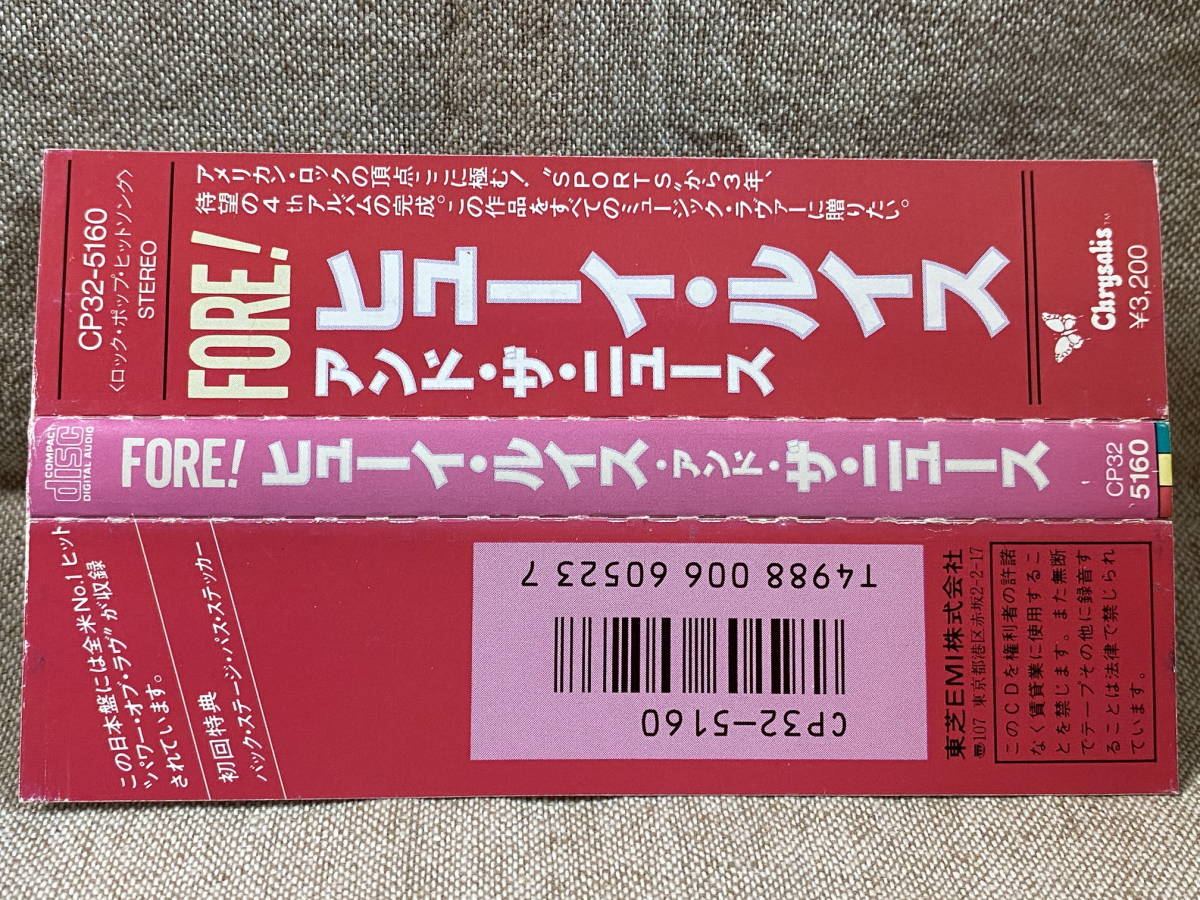 CP32-5160
〈ロック・ポップ・ヒットソング〉
STEREO
アメリカン・ロックの頂点ここに極む!〝SPORTS〟から3年、
待望の4thアルバムの完成。この作品をすべてのミュージック・ラヴァーに贈りたい。
FORE!
ヒューイ・ルイス
アンド・ザ・ニュース
Chrysalis™
¥3,200
COMPACT
disc
DIGITAL AUDIO
FORE! ヒューイ・ルイス・アンド・ザ・ニュース
CP32
5160
この日本盤には全米No.1ヒット
〝パワー・オブ・ラヴ〟が収録
されています。
初回特典
バック・ステージ・パス・ステッカー
T4988 006 60523 7
CP32-5160
東芝EMI株式会社
〠107 東京都港区赤坂2-2-17
このCDを権利者の許諾
なく賃貸業に使用するこ
とを禁じます。また無断
でテープその他に録音す
ることは法律で禁じられ
ています。